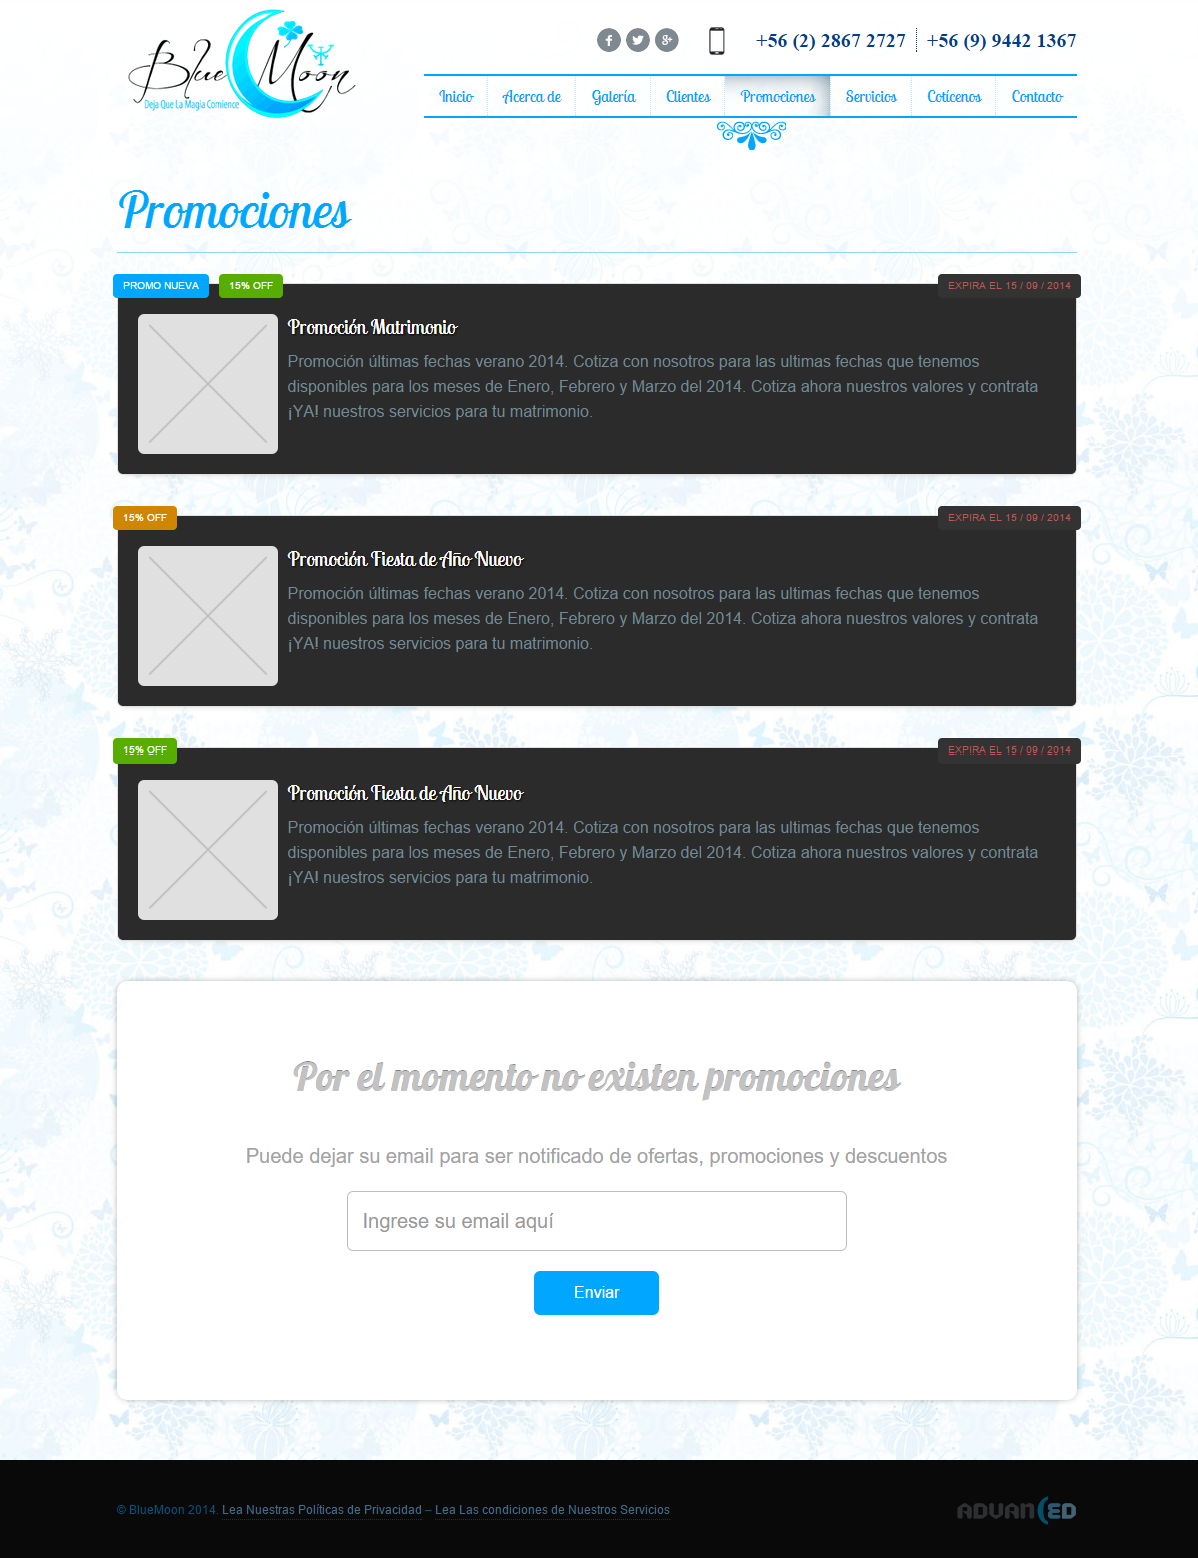 Blue Moon
Deja Que La Magia Comience
+56 (2) 2867 2727
+56 (9) 9442 1367
Inicio
Acerca de
Galería
Clientes
Promociones
Servicios
Cotícenos
Contacto
Promociones
PROMO NUEVA
15% OFF
EXPIRA EL 15 / 09 / 2014
Promoción Matrimonio
Promoción últimas fechas verano 2014. Cotiza con nosotros para las ultimas fechas que tenemos
disponibles para los meses de Enero, Febrero y Marzo del 2014. Cotiza ahora nuestros valores y contrata
¡YA! nuestros servicios para tu matrimonio.
15% OFF
EXPIRA EL 15 / 09 / 2014
Promoción Fiesta de Año Nuevo
Promoción últimas fechas verano 2014. Cotiza con nosotros para las ultimas fechas que tenemos
disponibles para los meses de Enero, Febrero y Marzo del 2014. Cotiza ahora nuestros valores y contrata
¡YA! nuestros servicios para tu matrimonio.
15% OFF
EXPIRA EL 15 / 09 / 2014
Promoción Fiesta de Año Nuevo
Promoción últimas fechas verano 2014. Cotiza con nosotros para las ultimas fechas que tenemos
disponibles para los meses de Enero, Febrero y Marzo del 2014. Cotiza ahora nuestros valores y contrata
¡YA! nuestros servicios para tu matrimonio.
Por el momento no existen promociones
Puede dejar su email para ser notificado de ofertas, promociones y descuentos
Ingrese su email aquí
Enviar
© BlueMoon 2014. Lea Nuestras Políticas de Privacidad – Lea Las condiciones de Nuestros Servicios
ADVANCED